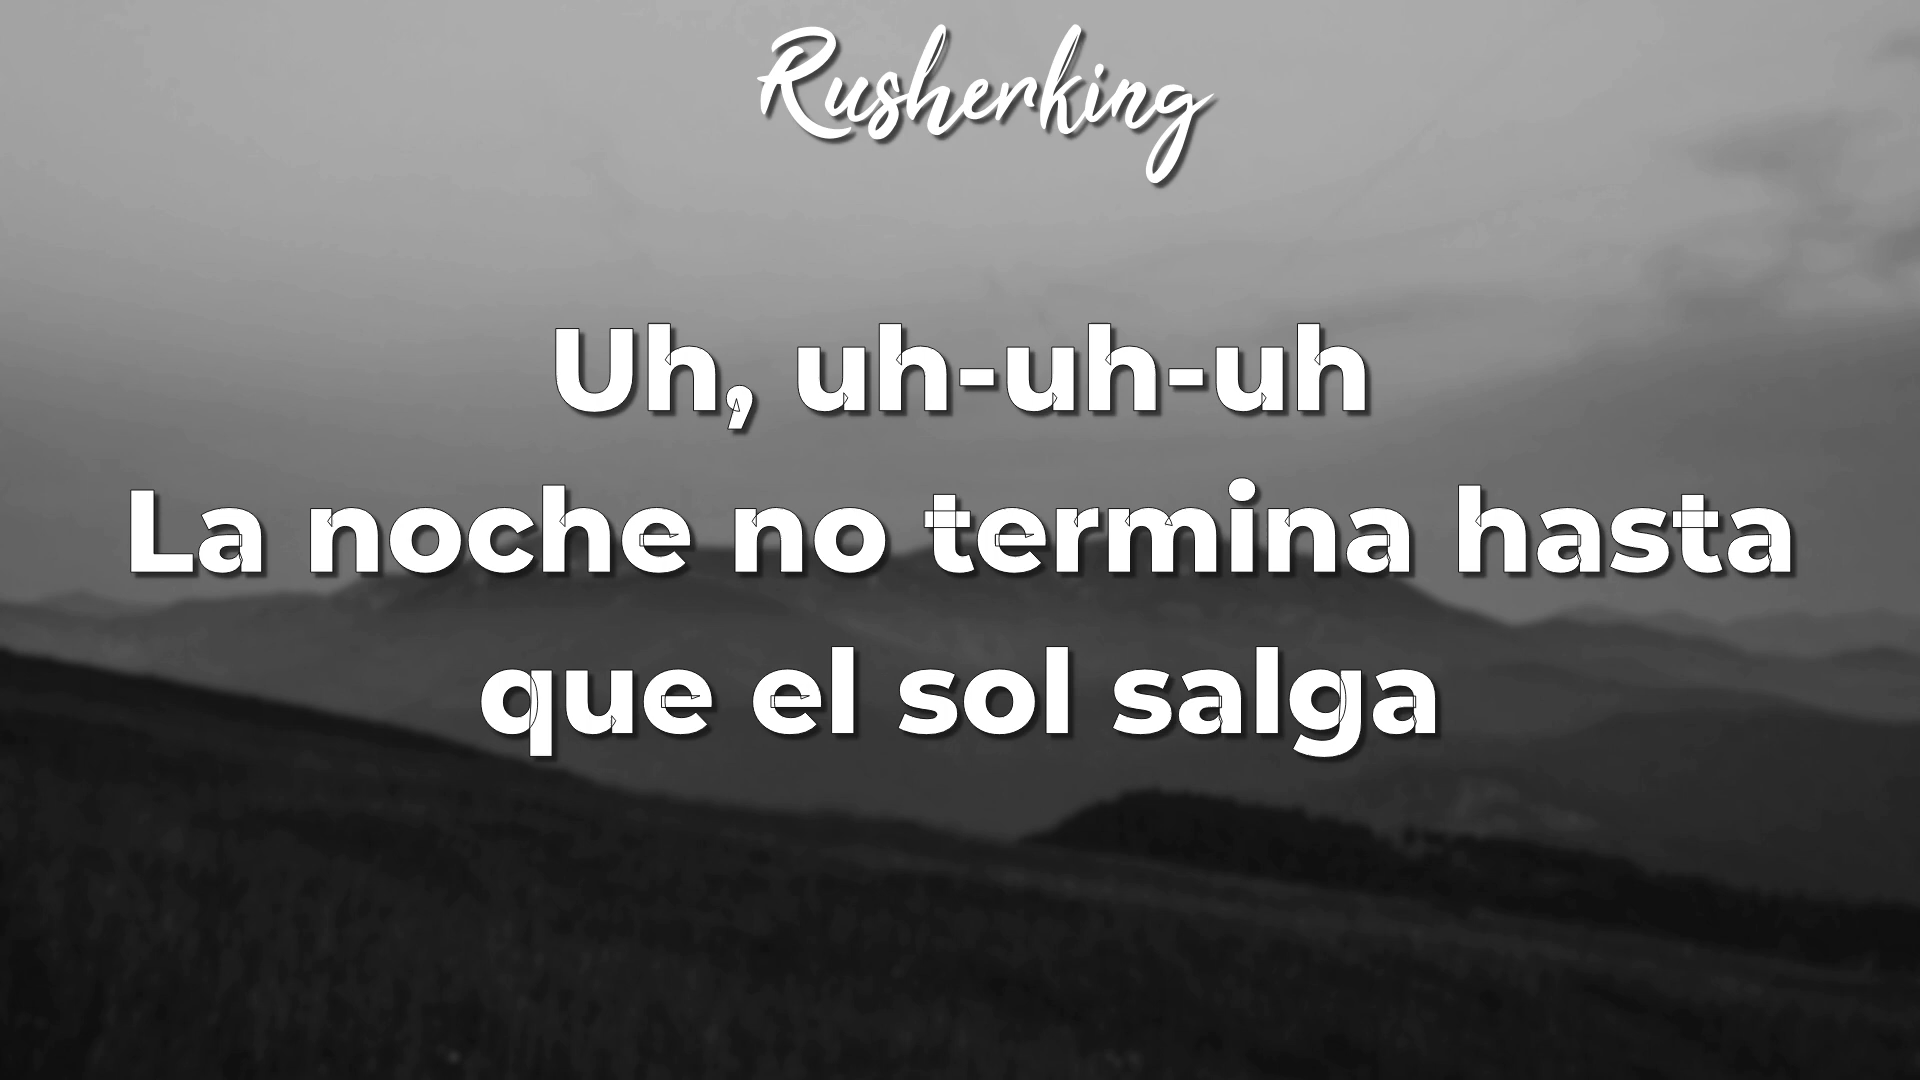 Rusherking
Uh, uh-uh-uh
La noche no termina hasta
que el sol salga